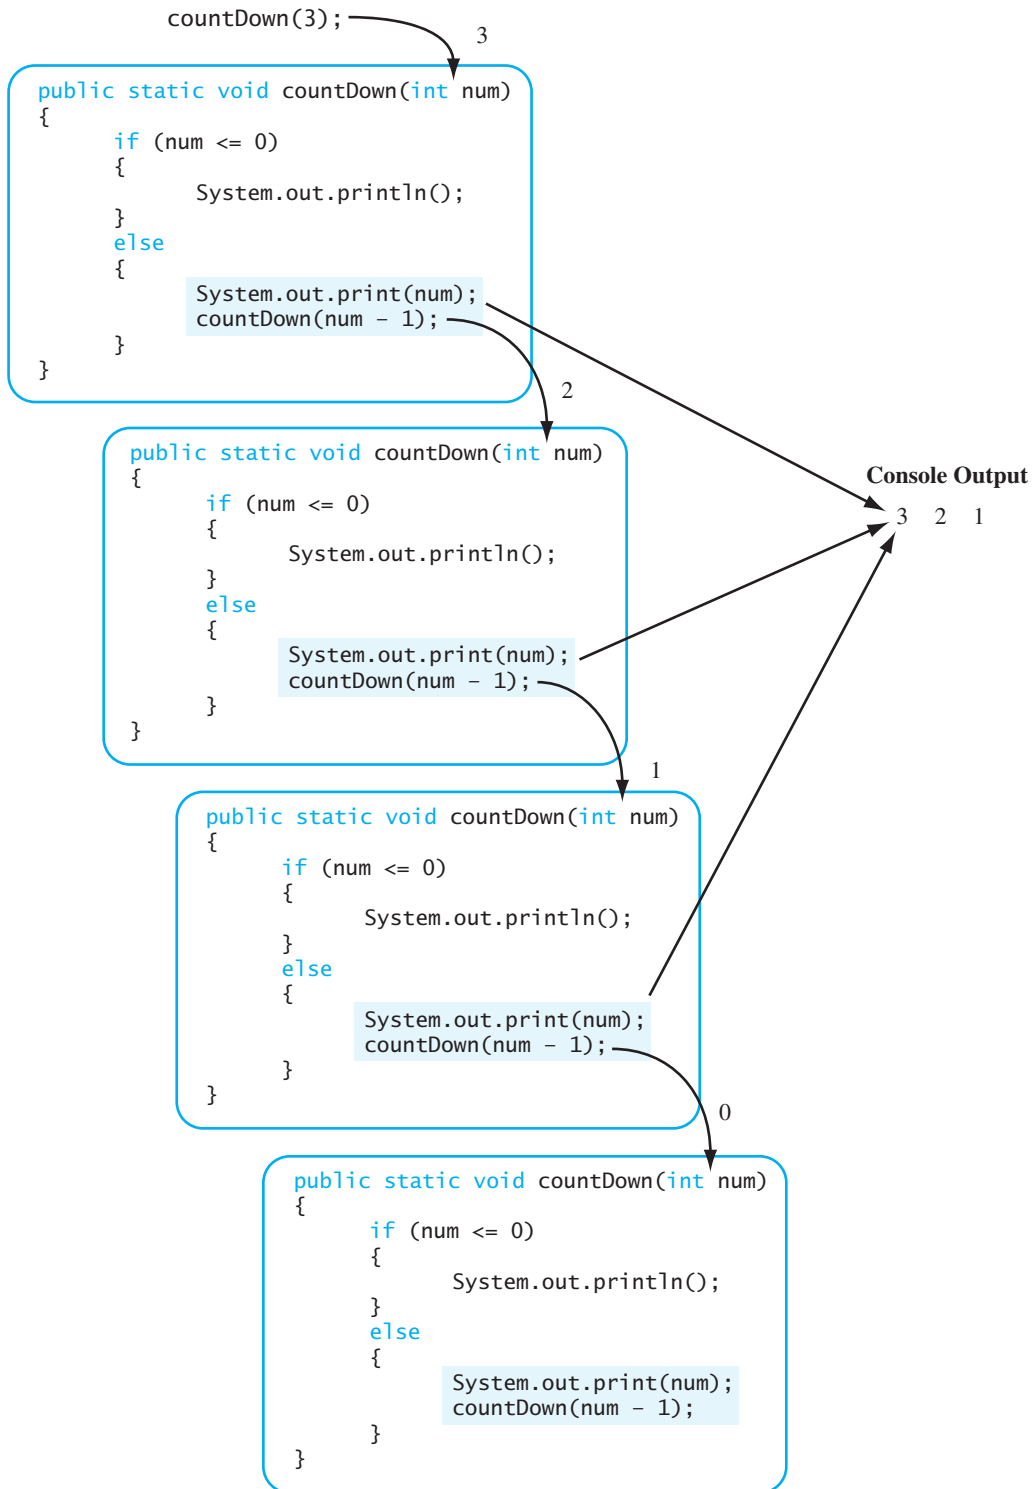 countDown(3);
3
public static void countDown(int num)
{
if (num <= 0)
{
System.out.println();
}
else
{
System.out.print(num);
countDown(num – 1);
}
}
2
public static void countDown(int num)
{
if (num <= 0)
{
System.out.println();
}
else
{
System.out.print(num);
countDown(num – 1);
}
}
Console Output
3 2 1
1
public static void countDown(int num)
{
if (num <= 0)
{
System.out.println();
}
else
{
System.out.print(num);
countDown(num – 1);
}
}
0
public static void countDown(int num)
{
if (num <= 0)
{
System.out.println();
}
else
{
System.out.print(num);
countDown(num – 1);
}
}